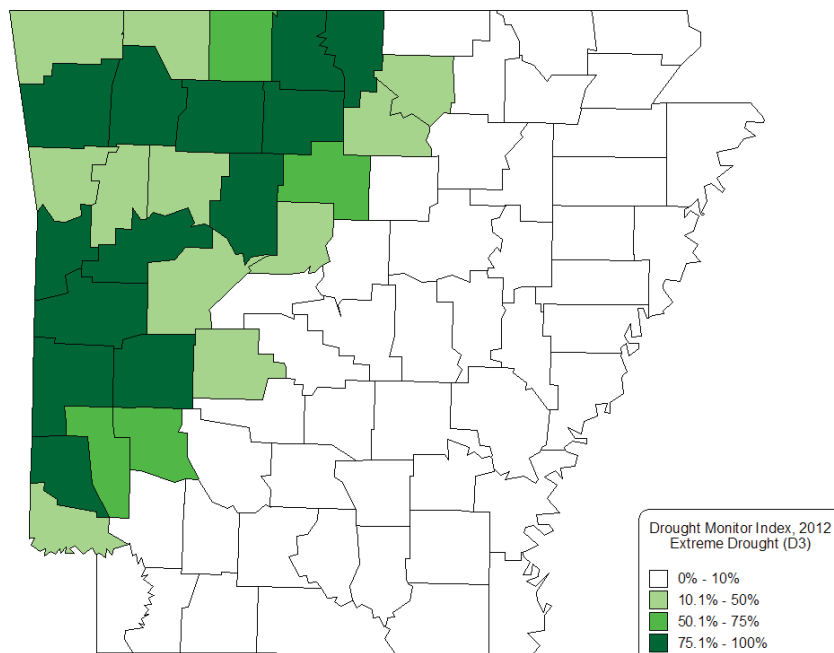 Drought Monitor Index, 2012
Extreme Drought (D3)
0% - 10%
10.1% - 50%
50.1% - 75%
75.1% - 100%